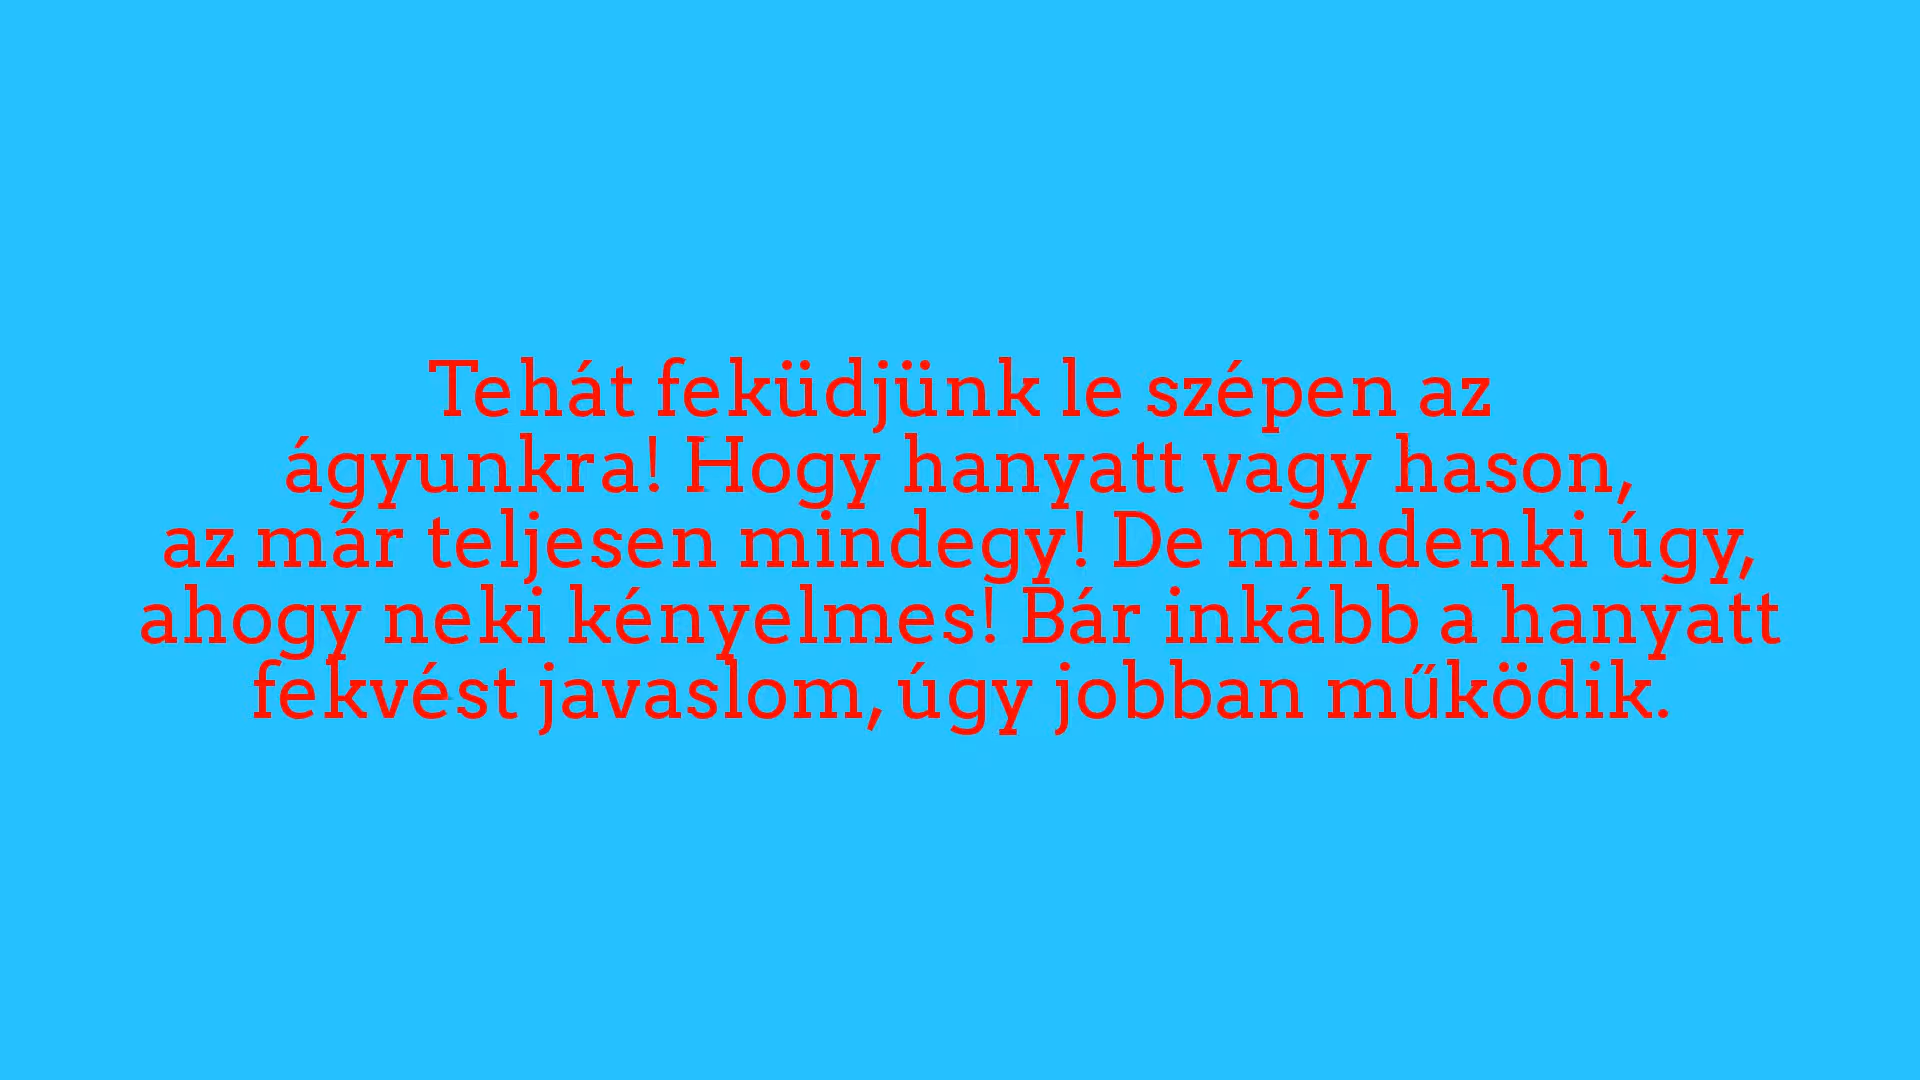 Tehát feküdjünk le szépen az
ágyunkra! Hogy hanyatt vagy hason,
az már teljesen mindegy! De mindenki úgy,
ahogy neki kényelmes! Bár inkább a hanyatt
fekvést javaslom, úgy jobban működik.